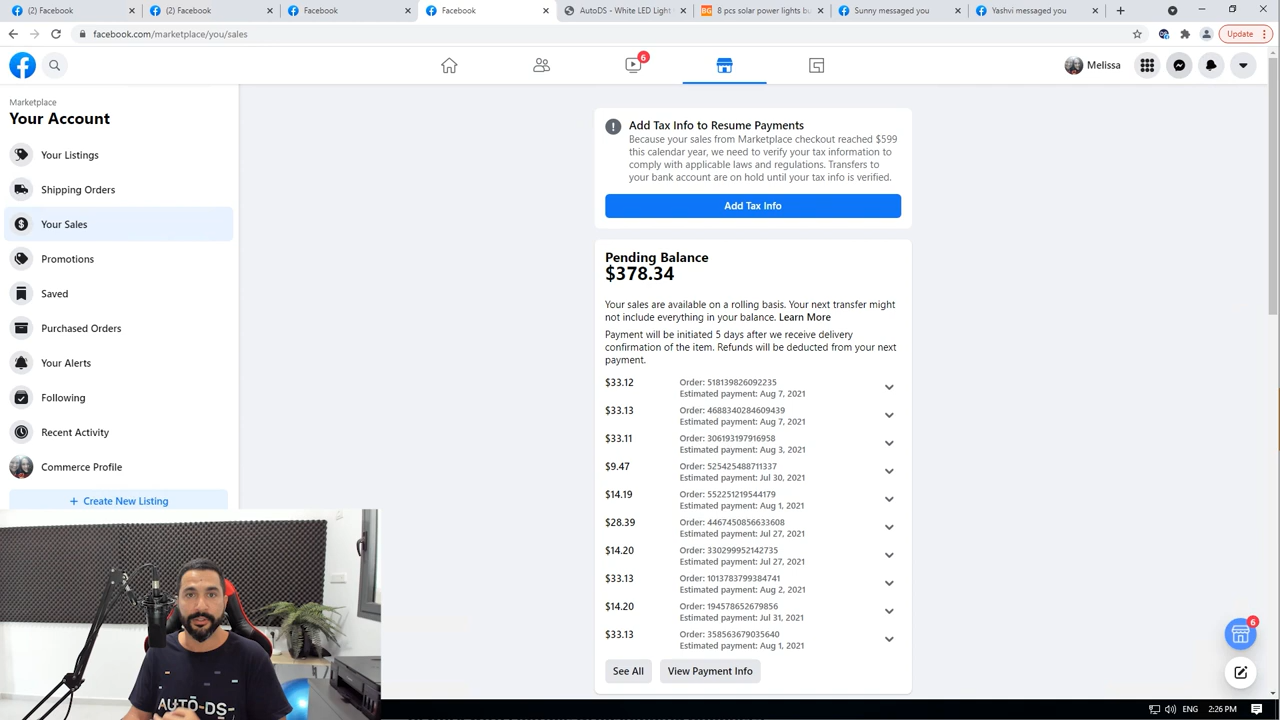 (2) Facebook
(2) Facebook
Facebook
Facebook
AutoDS - White LED Light
8 pcs solar power lights bu
Sunny messaged you
Yashvi messaged you
facebook.com/marketplace/you/sales
Update
6
Melissa
Marketplace
Your Account
Your Listings
Shipping Orders
Your Sales
Promotions
Saved
Purchased Orders
Your Alerts
Following
Recent Activity
Commerce Profile
+ Create New Listing
Add Tax Info to Resume Payments
Because your sales from Marketplace checkout reached $599
this calendar year, we need to verify your tax information to
comply with applicable laws and regulations. Transfers to
your bank account are on hold until your tax info is verified.
Add Tax Info
Pending Balance
$378.34
Your sales are available on a rolling basis. Your next transfer might
not include everything in your balance. Learn More
Payment will be initiated 5 days after we receive delivery
confirmation of the item. Refunds will be deducted from your next
payment.
$33.12 Order: 518139826092235
Estimated payment: Aug 7, 2021
$33.13 Order: 4688340284609439
Estimated payment: Aug 7, 2021
$33.11 Order: 306193197916958
Estimated payment: Aug 3, 2021
$9.47 Order: 525425488711337
Estimated payment: Jul 30, 2021
$14.19 Order: 552251219544179
Estimated payment: Aug 1, 2021
$28.39 Order: 4467450856633608
Estimated payment: Jul 27, 2021
$14.20 Order: 330299952142735
Estimated payment: Jul 27, 2021
$33.13 Order: 1013783799384741
Estimated payment: Aug 2, 2021
$14.20 Order: 194578652679856
Estimated payment: Jul 31, 2021
$33.13 Order: 358563679035640
Estimated payment: Aug 1, 2021
See All
View Payment Info
6
AUTO-DS-
ENG 2:26 PM